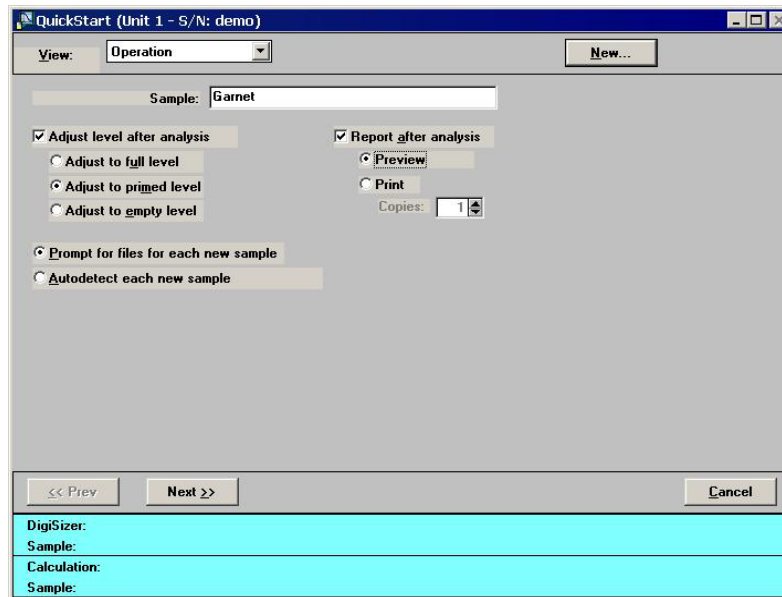 QuickStart (Unit 1 - S/N: demo)
View: Operation New...
Sample: Garnet
Adjust level after analysis Report after analysis
Adjust to full level Preview
Adjust to primed level Print
Adjust to empty level Copies: 1
Prompt for files for each new sample
Autodetect each new sample
<< Prev Next >> Cancel
DigiSizer:
Sample:
Calculation:
Sample: